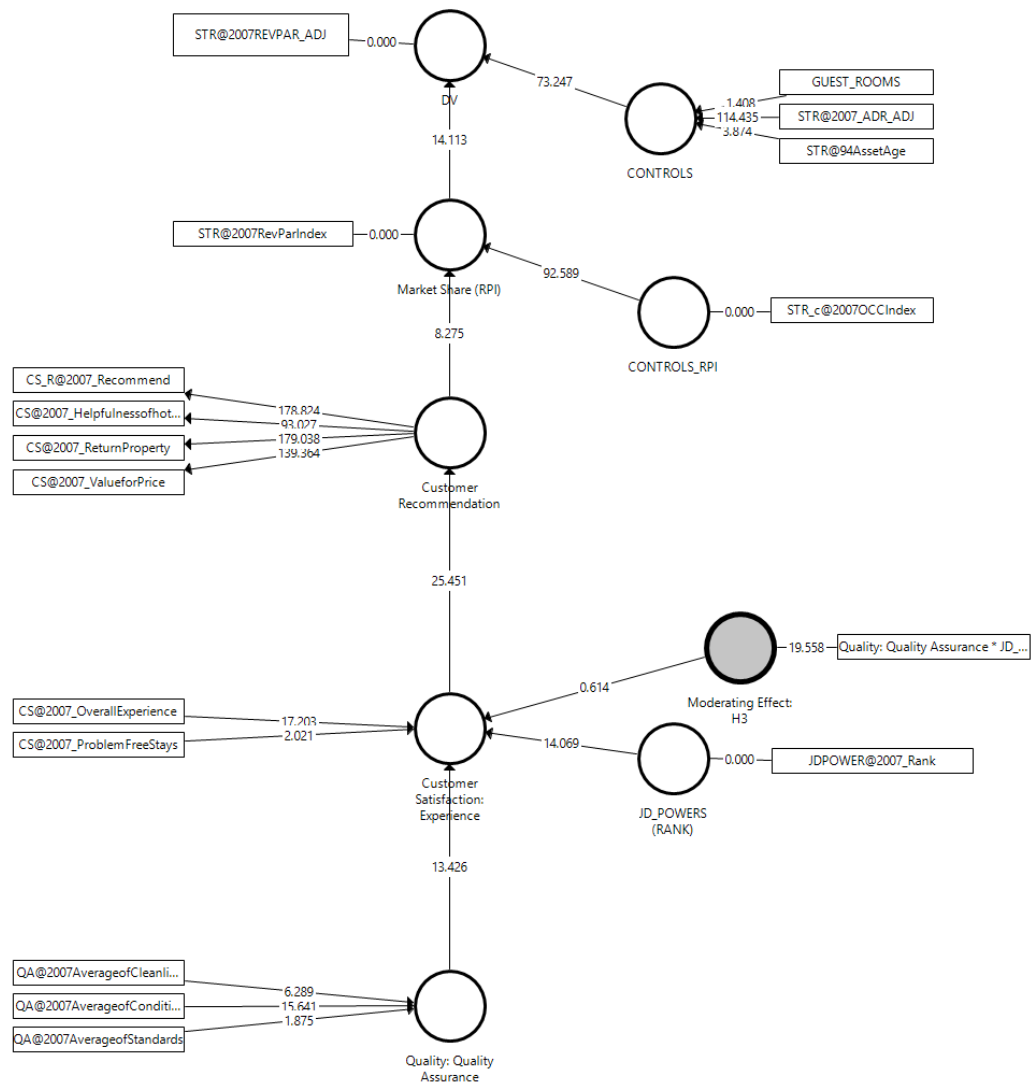 STR@2007REVPAR_ADJ
0.000
DV
73.247
GUEST_ROOMS
1.408
114.435
STR@2007_ADR_ADJ
3.874
STR@94AssetAge
CONTROLS
14.113
STR@2007RevParIndex
0.000
Market Share (RPI)
92.589
0.000
STR_c@2007OCCIndex
CONTROLS_RPI
8.275
CS_R@2007_Recommend
CS@2007_Helpfulnessofhot...
CS@2007_ReturnProperty
CS@2007_ValueforPrice
178.824
93.027
179.038
139.364
Customer
Recommendation
25.451
19.558
Quality: Quality Assurance * JD_...
0.614
Moderating Effect:
H3
CS@2007_OverallExperience
CS@2007_ProblemFreeStays
17.203
2.021
14.069
0.000
JDPOWER@2007_Rank
Customer
Satisfaction:
Experience
JD_POWERS
(RANK)
13.426
QA@2007AverageofCleanli...
QA@2007AverageofConditi...
QA@2007AverageofStandards
6.289
15.641
1.875
Quality: Quality
Assurance